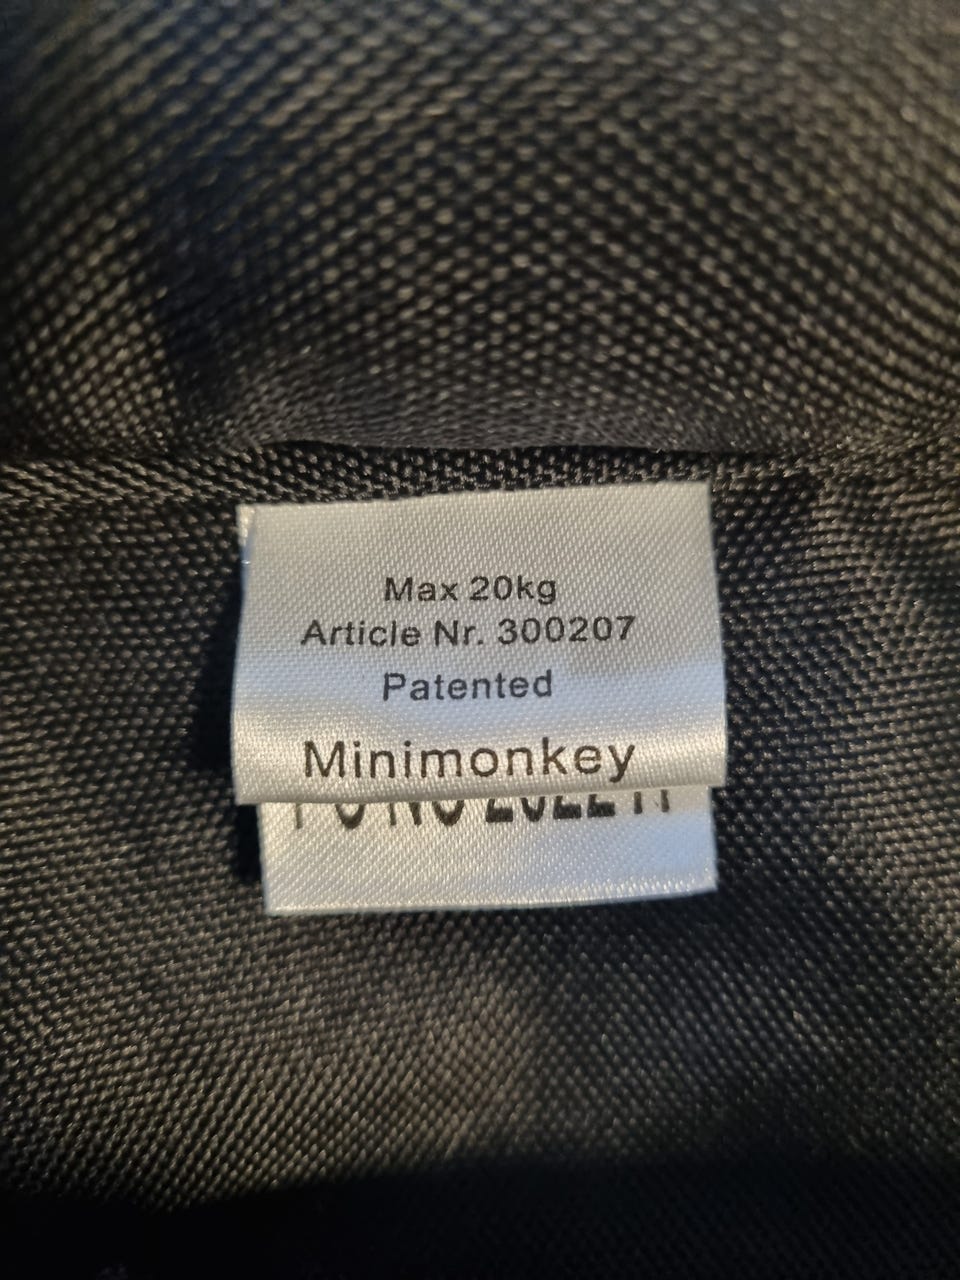 Max 20kg
Article Nr. 300207
Patented
Minimonkey